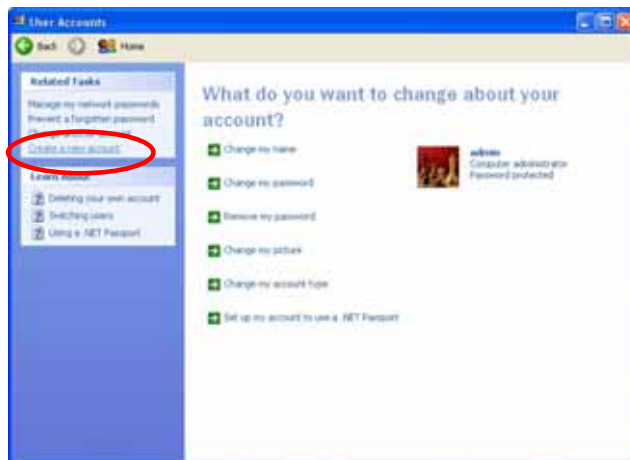 User Accounts
Back Home
Related Tasks
Manage my network passwords
Prevent a forgotten password
Change another account
Create a new account
Learn About
Deleting your own account
Switching users
Using a .NET Passport
What do you want to change about your
account?
Change my name
Change my password
Remove my password
Change my picture
Change my account type
Set up my account to use a .NET Passport
admin
Computer administrator
Password protected